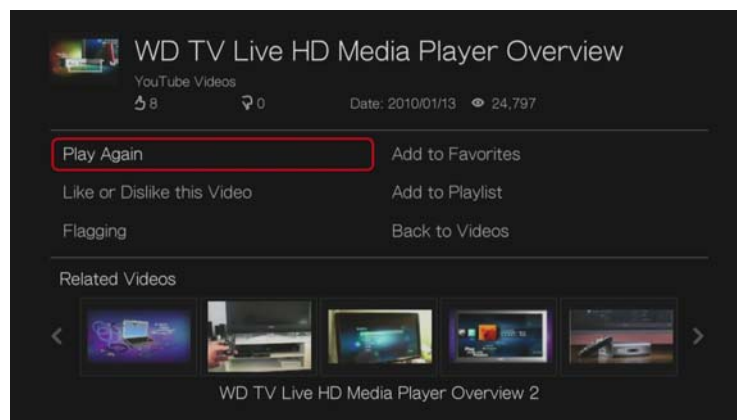 WD TV Live HD Media Player Overview
YouTube Videos
8 0 Date: 2010/01/13 24,797
Play Again Add to Favorites
Like or Dislike this Video Add to Playlist
Flagging Back to Videos
Related Videos
WD TV Live HD Media Player Overview 2